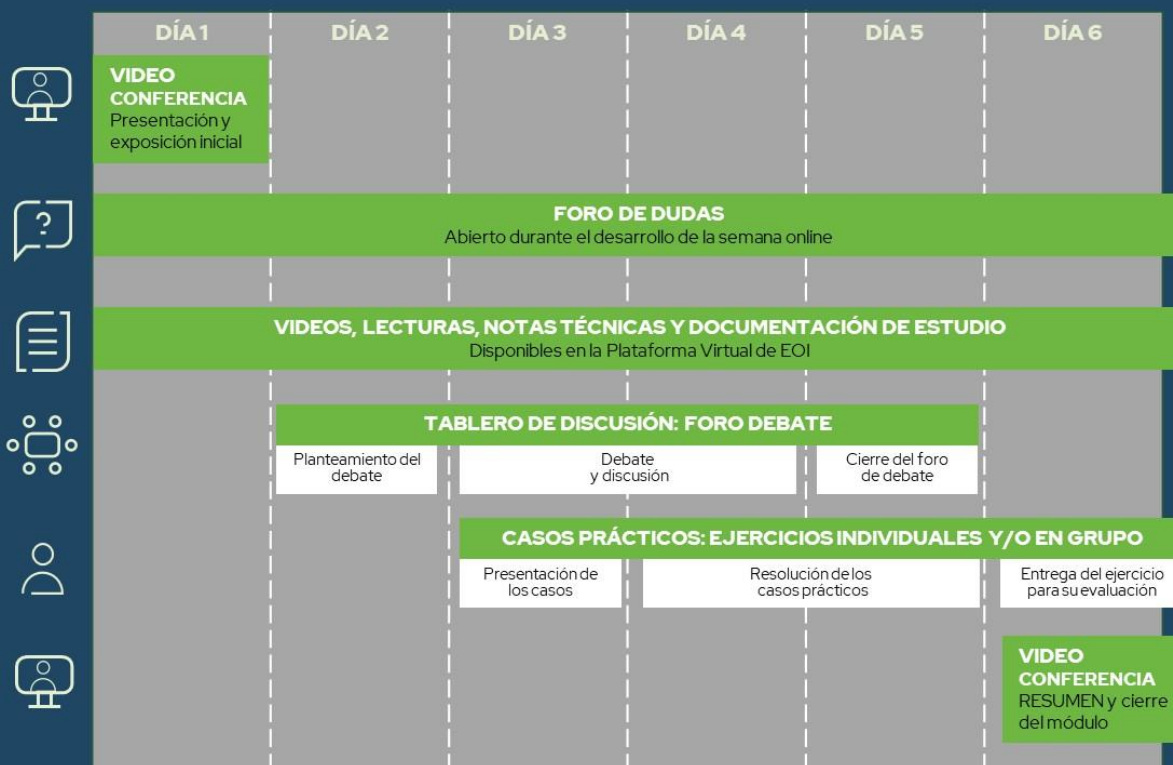 DÍA 1
DÍA 2
DÍA 3
DÍA 4
DÍA 5
DÍA 6
VIDEO
CONFERENCIA
Presentación y
exposición inicial
?
FORO DE DUDAS
Abierto durante el desarrollo de la semana online
VIDEOS, LECTURAS, NOTAS TÉCNICAS Y DOCUMENTACIÓN DE ESTUDIO
Disponibles en la Plataforma Virtual de EOI
TABLERO DE DISCUSIÓN: FORO DEBATE
Planteamiento del
debate
Debate
y discusión
Cierre del foro
de debate
CASOS PRÁCTICOS: EJERCICIOS INDIVIDUALES Y/O EN GRUPO
Presentación de
los casos
Resolución de los
casos prácticos
Entrega del ejercicio
para su evaluación
VIDEO
CONFERENCIA
RESUMEN y cierre
del módulo